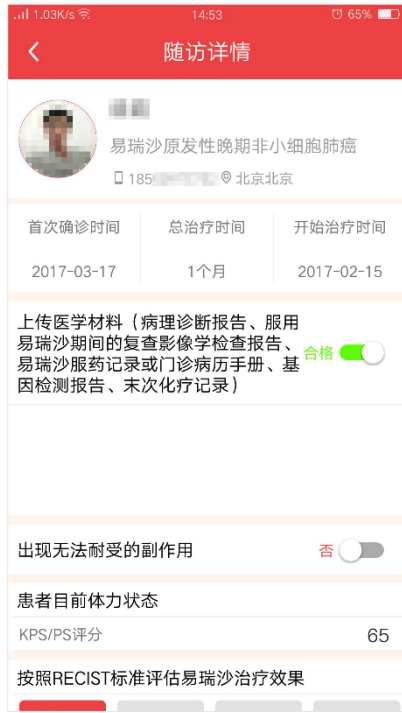 1.03K/s 14:53 65%
随访详情
易瑞沙原发性晚期非小细胞肺癌
185 北京北京
首次确诊时间 总治疗时间 开始治疗时间
2017-03-17 1个月 2017-02-15
上传医学材料（病理诊断报告、服用
易瑞沙期间的复查影像学检查报告、
易瑞沙服药记录或门诊病历手册、基
因检测报告、末次化疗记录）
合格
出现无法耐受的副作用 否
患者目前体力状态
KPS/PS评分 65
按照RECIST标准评估易瑞沙治疗效果